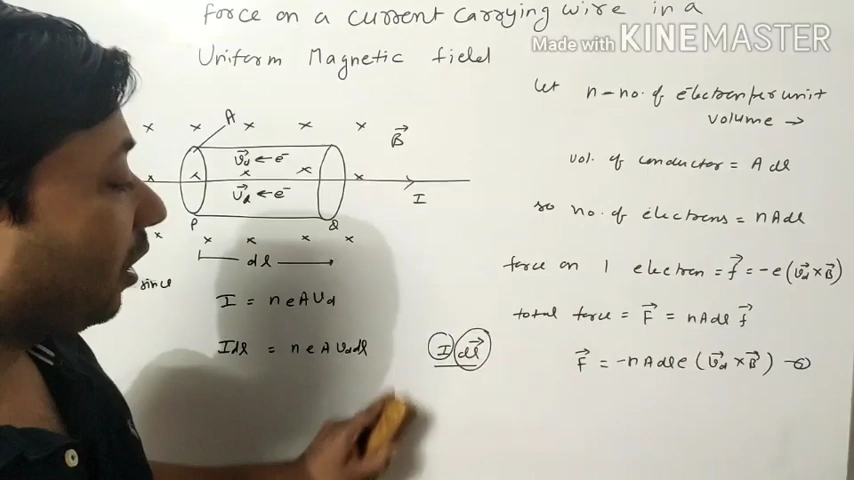 force on a current carrying wire in a
Uniform Magnetic field
Made with KINEMASTER
A
B⃗
v⃗d ← e⁻
v⃗d ← e⁻
I
P
Q
dl
since
I = neAvd
Idl = neAvddl
I dl⃗
let n - no. of electron per unit
volume →
vol. of conductor = Adl
so no. of electrons = nAdl
force on 1 electron = f⃗ = -e(v⃗d × B⃗)
total force = F⃗ = nAdl f⃗
F⃗ = -nAdle (v⃗d × B⃗) -②